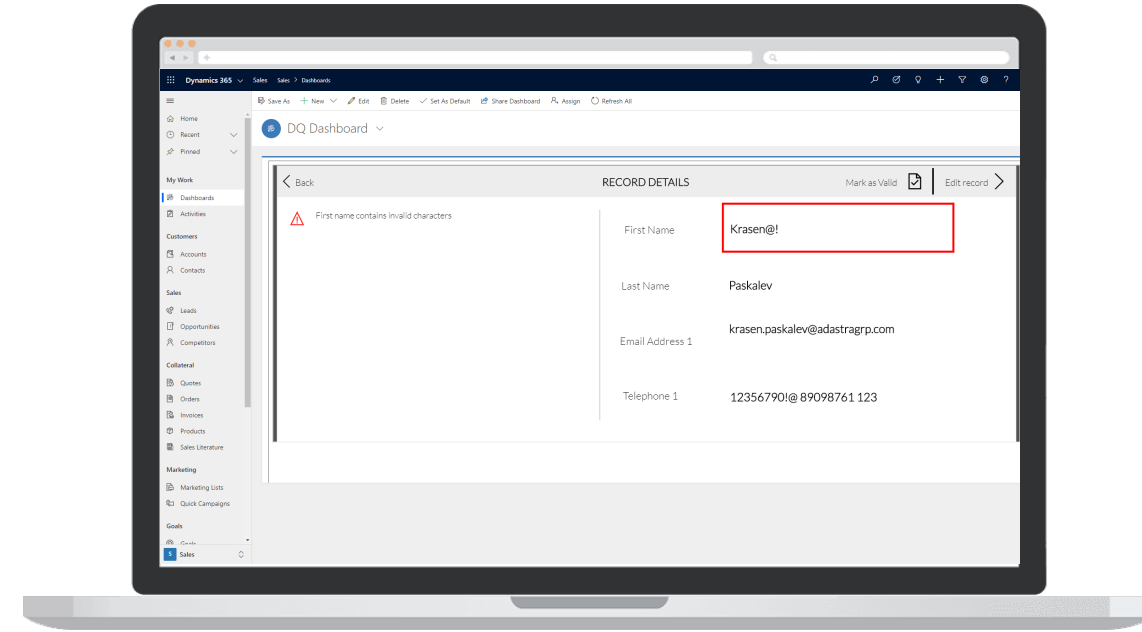 Dynamics 365 Sales Sales > Dashboards ?
Save As New Edit Delete Set As Default Share Dashboard Assign Refresh All
Home
Recent
Pinned
My Work
Dashboards
Activities
Customers
Accounts
Contacts
Sales
Leads
Opportunities
Competitors
Collateral
Quotes
Orders
Invoices
Products
Sales Literature
Marketing
Marketing Lists
Quick Campaigns
Goals
Goals
S Sales
DQ Dashboard
Back RECORD DETAILS Mark as Valid Edit record
First name contains invalid characters
First Name Krasen@!
Last Name Paskalev
Email Address 1 krasen.paskalev@adastragrp.com
Telephone 1 12356790!@ 89098761 123